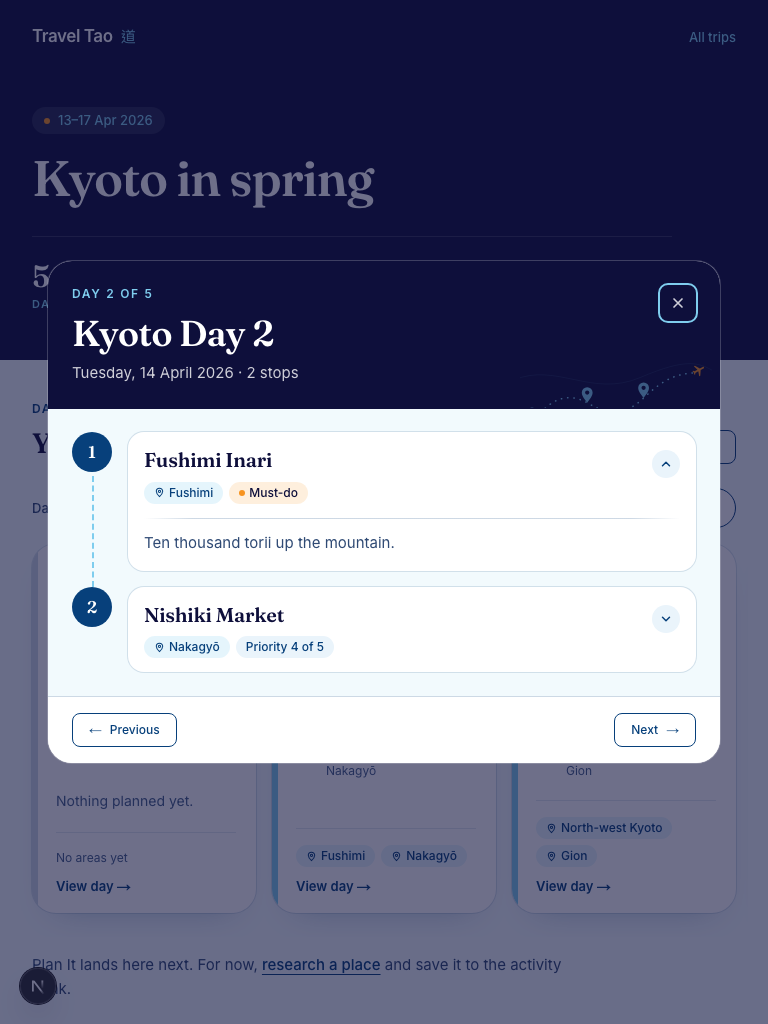 Travel Tao 道
All trips
13–17 Apr 2026
Kyoto in spring
5
DA
DAY 2 OF 5
Kyoto Day 2
Tuesday, 14 April 2026 · 2 stops
DA
Y
Da
1
Fushimi Inari
Fushimi
Must-do
Ten thousand torii up the mountain.
2
Nishiki Market
Nakagyō
Priority 4 of 5
← Previous
Next →
Nakagyō
Gion
Nothing planned yet.
North-west Kyoto
No areas yet
Fushimi
Nakagyō
Gion
View day →
View day →
View day →
Plan It lands here next. For now, research a place and save it to the activity
k.
N